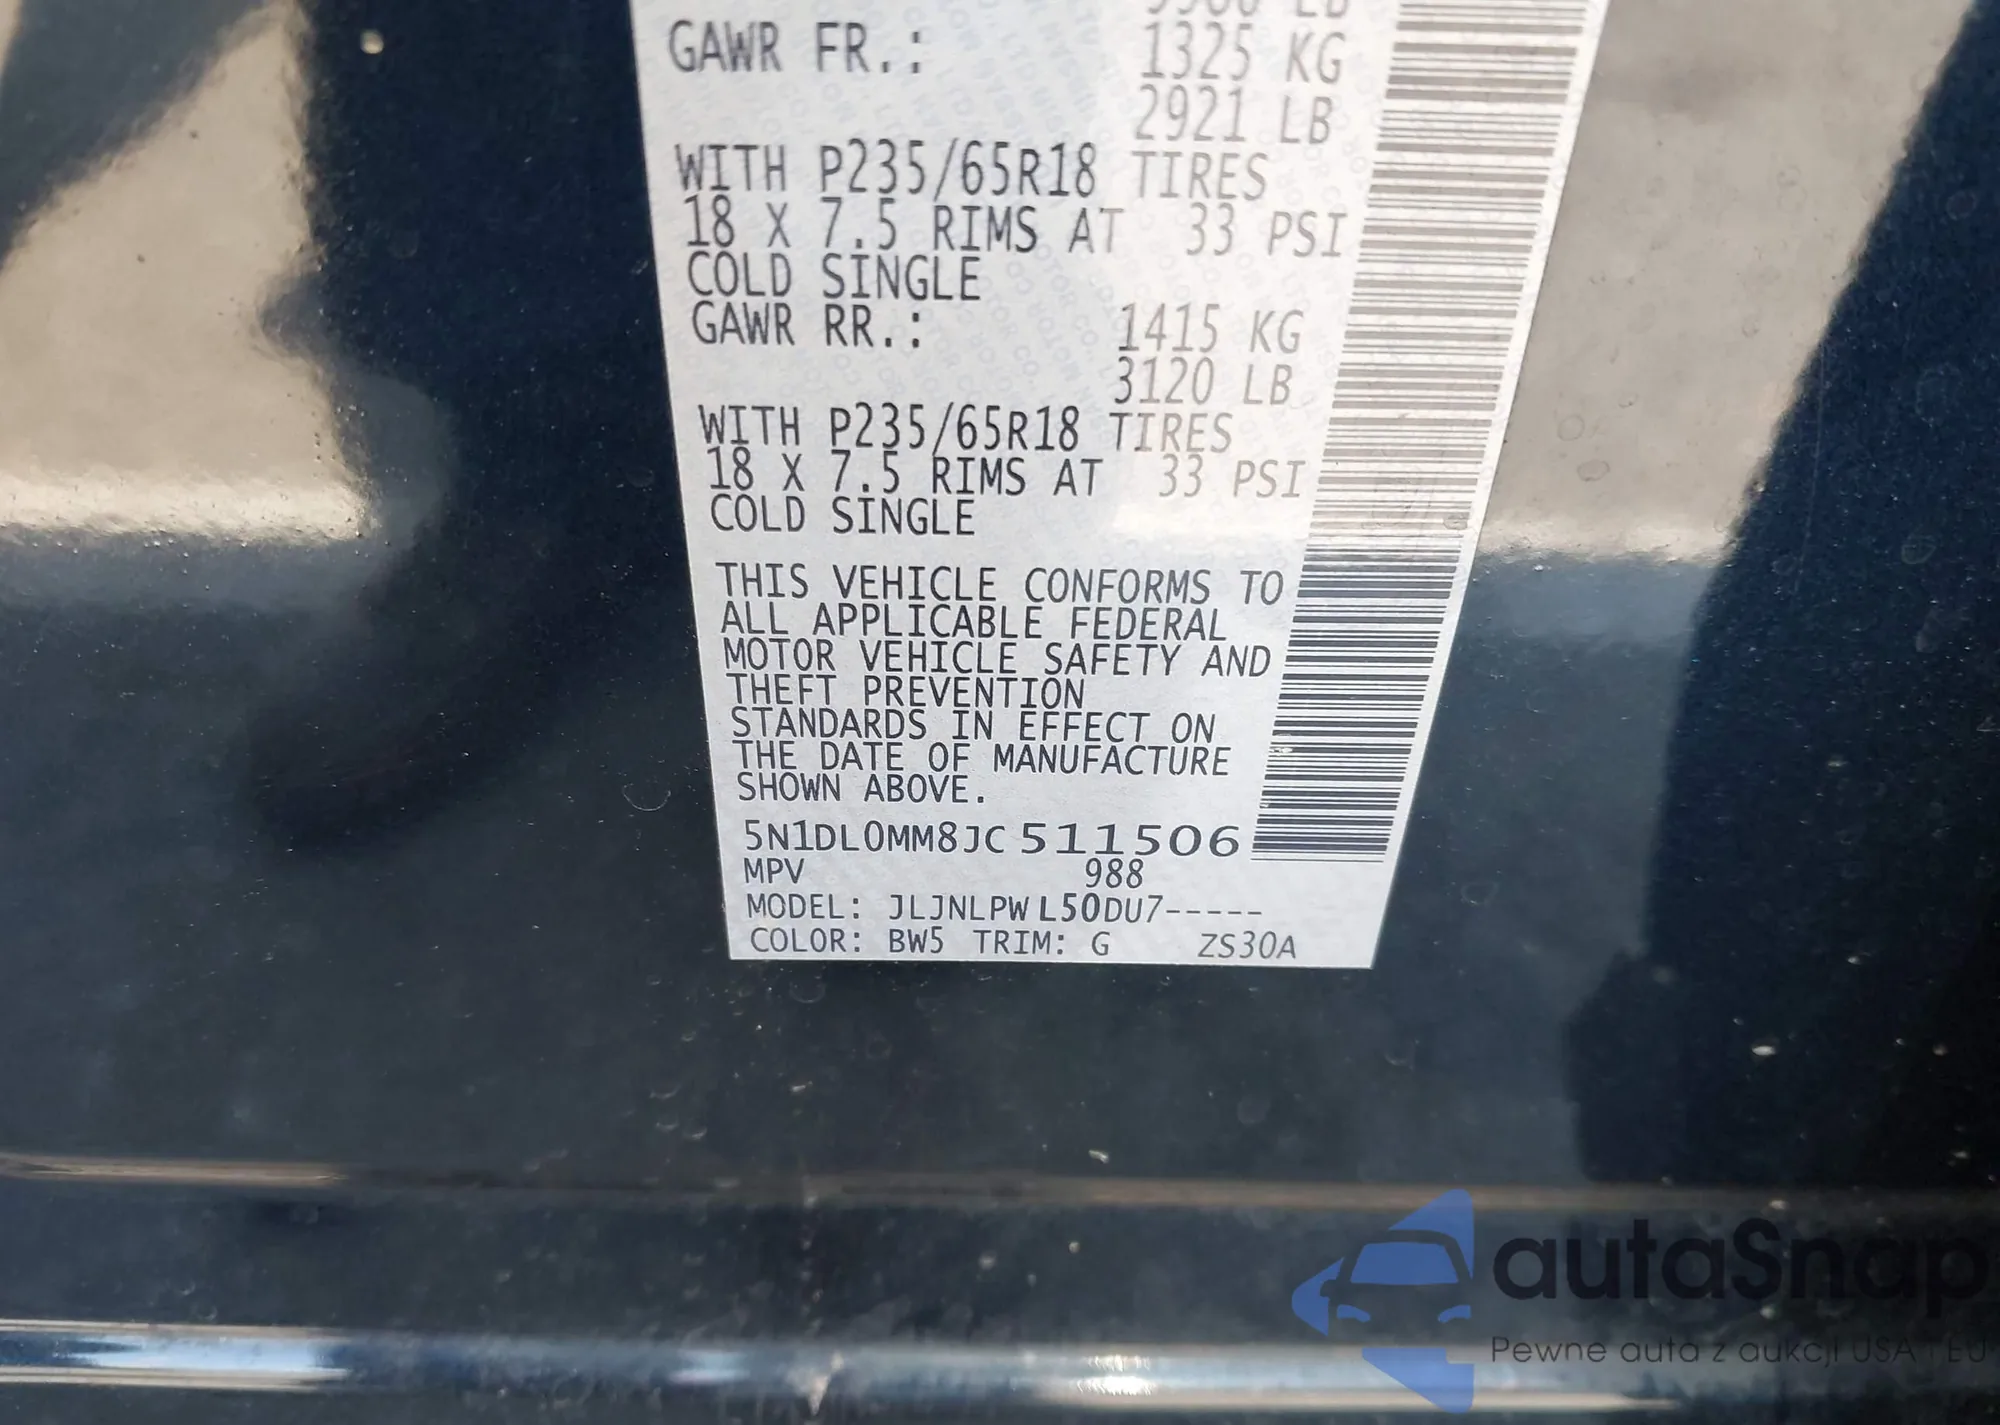 GAWR FR.: 1325 KG
2921 LB
WITH P235/65R18 TIRES
18 X 7.5 RIMS AT 33 PSI
COLD SINGLE
GAWR RR.: 1415 KG
3120 LB
WITH P235/65R18 TIRES
18 X 7.5 RIMS AT 33 PSI
COLD SINGLE
THIS VEHICLE CONFORMS TO
ALL APPLICABLE FEDERAL
MOTOR VEHICLE SAFETY AND
THEFT PREVENTION
STANDARDS IN EFFECT ON
THE DATE OF MANUFACTURE
SHOWN ABOVE.
5N1DL0MM8JC511506
MPV 988
MODEL: JLJNLPWL50DU7-----
COLOR: BW5 TRIM: G ZS30A
autaSnap
Pewne auta z aukcji USA i EU